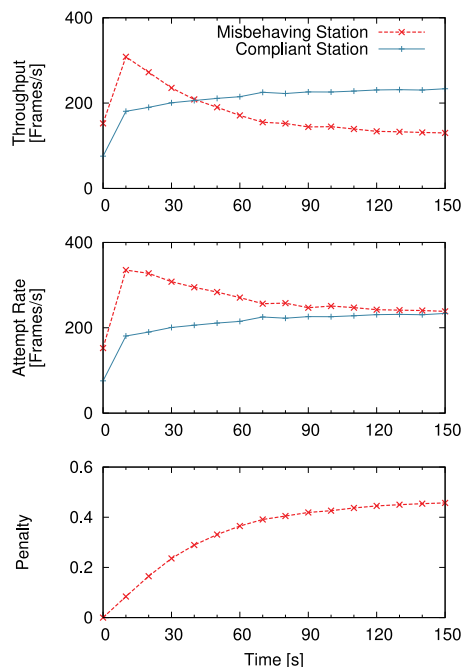 400
Misbehaving Station
Compliant Station
Throughput
[Frames/s]
200
0
0 30 60 90 120 150
400
Attempt Rate
[Frames/s]
200
0
0 30 60 90 120 150
0.6
0.4
Penalty
0.2
0
0 30 60 90 120 150
Time [s]